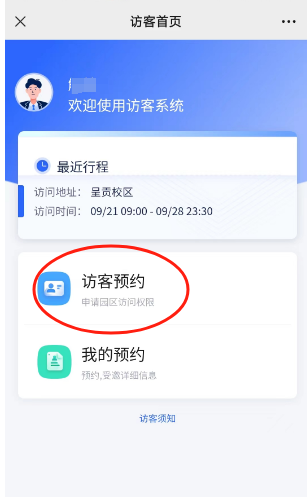 访客首页
欢迎使用访客系统
最近行程
访问地址： 呈贡校区
访问时间： 09/21 09:00 - 09/28 23:30
访客预约
申请园区访问权限
我的预约
预约,受邀详细信息
访客须知